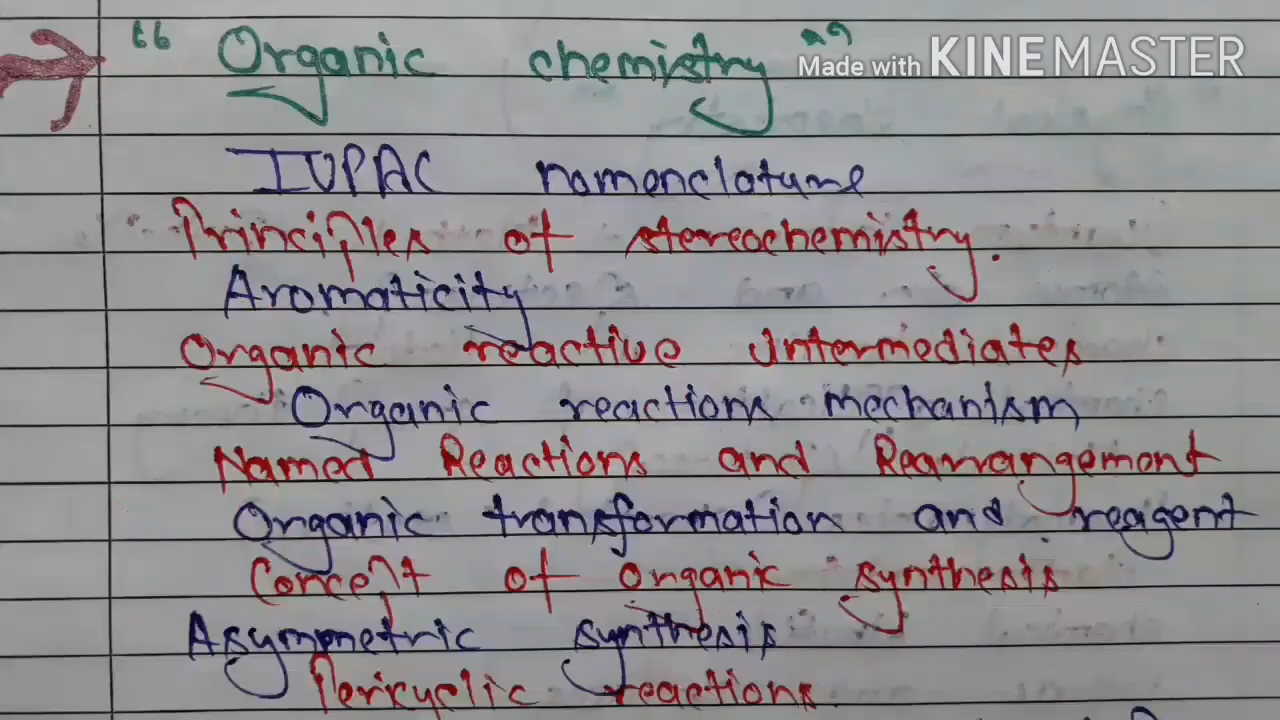 "Organic chemistry"
Made with KINEMASTER
IUPAC nomenclature
Principles of stereochemistry.
Aromaticity
Organic reactive intermediates
Organic reactions mechanism
Named Reactions and Rearrangement
Organic transformation and reagent
Concept of organic synthesis
Asymmetric synthesis
Pericyclic reactions.